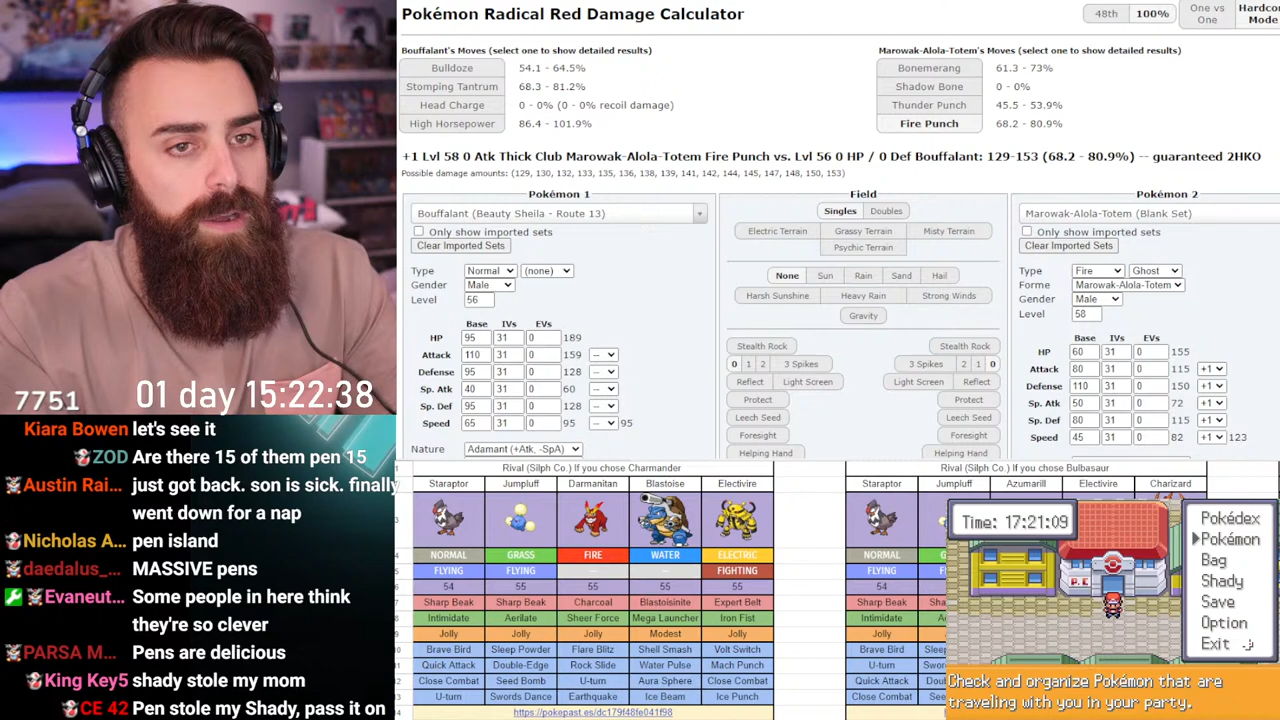 Pokémon Radical Red Damage Calculator
48th 100%
One vs One
Hardcore Mode
Bouffalant's Moves (select one to show detailed results)
Bulldoze 54.1 - 64.5%
Stomping Tantrum 68.3 - 81.2%
Head Charge 0 - 0% (0 - 0% recoil damage)
High Horsepower 86.4 - 101.9%
Marowak-Alola-Totem's Moves (select one to show detailed results)
Bonemerang 61.3 - 73%
Shadow Bone 0 - 0%
Thunder Punch 45.5 - 53.9%
Fire Punch 68.2 - 80.9%
+1 Lvl 58 0 Atk Thick Club Marowak-Alola-Totem Fire Punch vs. Lvl 56 0 HP / 0 Def Bouffalant: 129-153 (68.2 - 80.9%) -- guaranteed 2HKO
Possible damage amounts: (129, 130, 132, 133, 135, 136, 138, 139, 141, 142, 144, 145, 147, 148, 150, 153)
Pokémon 1
Bouffalant (Beauty Sheila - Route 13)
Only show imported sets
Clear Imported Sets
Type Normal (none)
Gender Male
Level 56
Base IVs EVs
HP 95 31 0 189
Attack 110 31 0 159 --
Defense 95 31 0 128 --
Sp. Atk 40 31 0 60 --
Sp. Def 95 31 0 128 --
Speed 65 31 0 95 -- 95
Nature Adamant (+Atk, -SpA)
Field
Singles Doubles
Electric Terrain Grassy Terrain Misty Terrain
Psychic Terrain
None Sun Rain Sand Hail
Harsh Sunshine Heavy Rain Strong Winds
Gravity
Stealth Rock Stealth Rock
0 1 2 3 Spikes 3 Spikes 2 1 0
Reflect Light Screen Light Screen Reflect
Protect Protect
Leech Seed Leech Seed
Foresight Foresight
Helping Hand Helping Hand
Pokémon 2
Marowak-Alola-Totem (Blank Set)
Only show imported sets
Clear Imported Sets
Type Fire Ghost
Forme Marowak-Alola-Totem
Gender Male
Level 58
Base IVs EVs
HP 60 31 0 155
Attack 80 31 0 115 +1
Defense 110 31 0 150 +1
Sp. Atk 50 31 0 72 +1
Sp. Def 80 31 0 115 +1
Speed 45 31 0 82 +1 123
7751
01 day 15:22:38
Kiara Bowen let's see it
ZOD Are there 15 of them pen 15
Austin Rai... just got back. son is sick. finally
went down for a nap
Nicholas A... pen island
daedalus_... MASSIVE pens
Evaneut... Some people in here think
they're so clever
PARSA M... Pens are delicious
King Key5 shady stole my mom
CE 42 Pen stole my Shady, pass it on
Rival (Silph Co.) If you chose Charmander
Staraptor Jumpluff Darmanitan Blastoise Electivire
NORMAL GRASS FIRE WATER ELECTRIC
FLYING FLYING --- --- FIGHTING
54 55 55 55 55
Sharp Beak Sharp Beak Charcoal Blastoisinite Expert Belt
Intimidate Aerilate Sheer Force Mega Launcher Iron Fist
Jolly Jolly Jolly Modest Jolly
Brave Bird Sleep Powder Flare Blitz Shell Smash Volt Switch
Quick Attack Double-Edge Rock Slide Water Pulse Mach Punch
Close Combat Seed Bomb U-turn Aura Sphere Close Combat
U-turn Swords Dance Earthquake Ice Beam Ice Punch
https://pokepast.es/dc179f48fe041f98
Rival (Silph Co.) If you chose Bulbasaur
Staraptor Jumpluff Azumarill Electivire Charizard
NORMAL
FLYING
54
Sharp Beak
Intimidate
Jolly
Brave Bird
U-turn
Quick Attack
Close Combat
Time: 17:21:09
P.C
Pokédex
Pokémon
Bag
Shady
Save
Option
Exit
Check and organize Pokémon that are
traveling with you in your party.